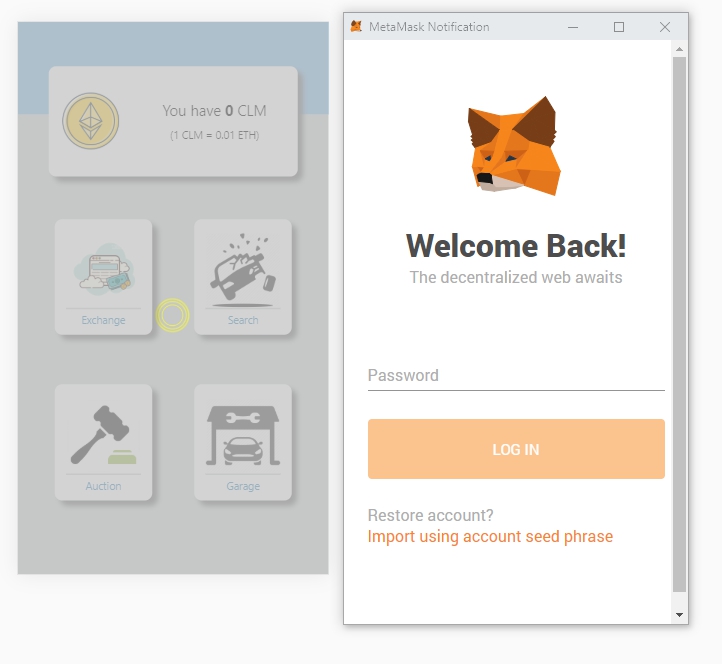 You have 0 CLM
(1 CLM = 0.01 ETH)
Exchange
Search
Auction
Garage
MetaMask Notification
Welcome Back!
The decentralized web awaits
Password
LOG IN
Restore account?
Import using account seed phrase